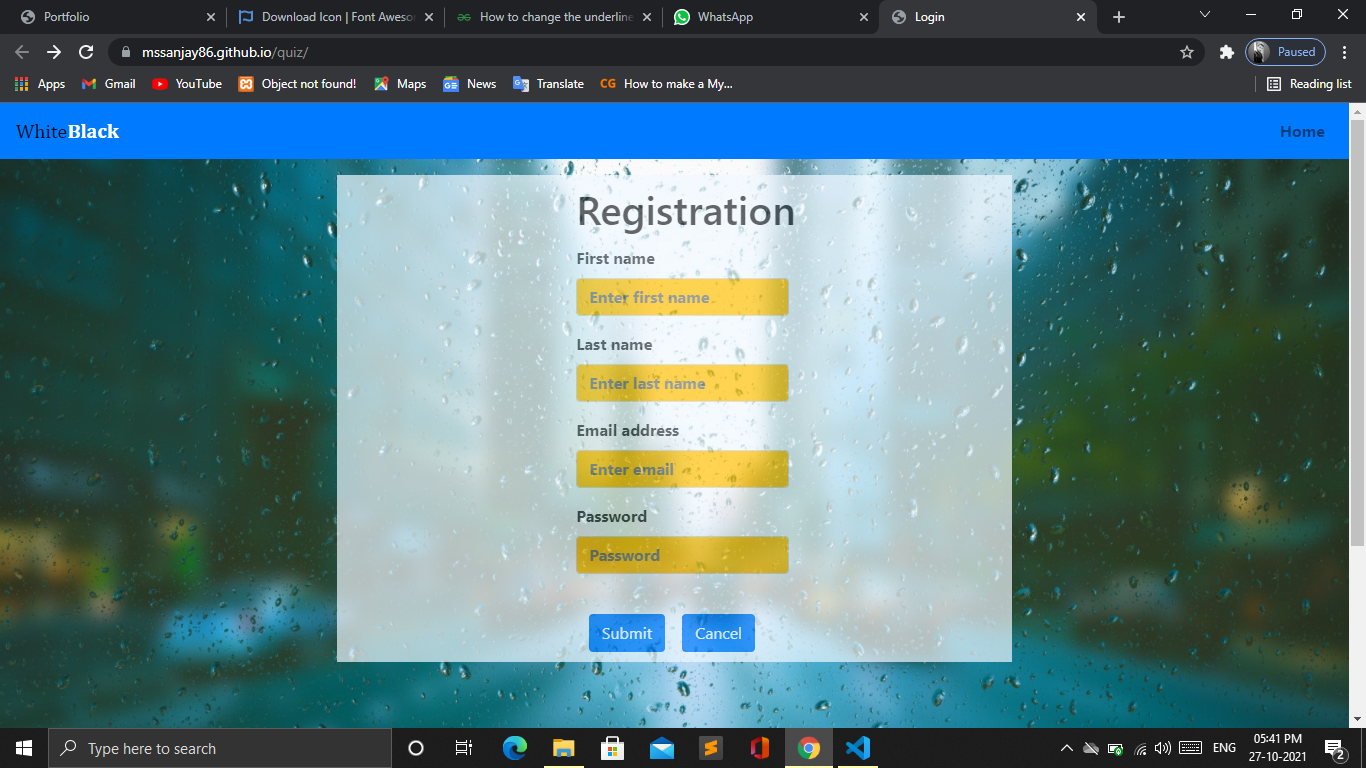 Portfolio
Download Icon | Font Aweson
How to change the underline
WhatsApp
Login
mssanjay86.github.io/quiz/
Paused
Apps
Gmail
YouTube
Object not found!
Maps
News
Translate
CG How to make a My...
Reading list
WhiteBlack
Home
Registration
First name
Enter first name
Last name
Enter last name
Email address
Enter email
Password
Password
Submit
Cancel
Type here to search
ENG
05:41 PM
27-10-2021
2